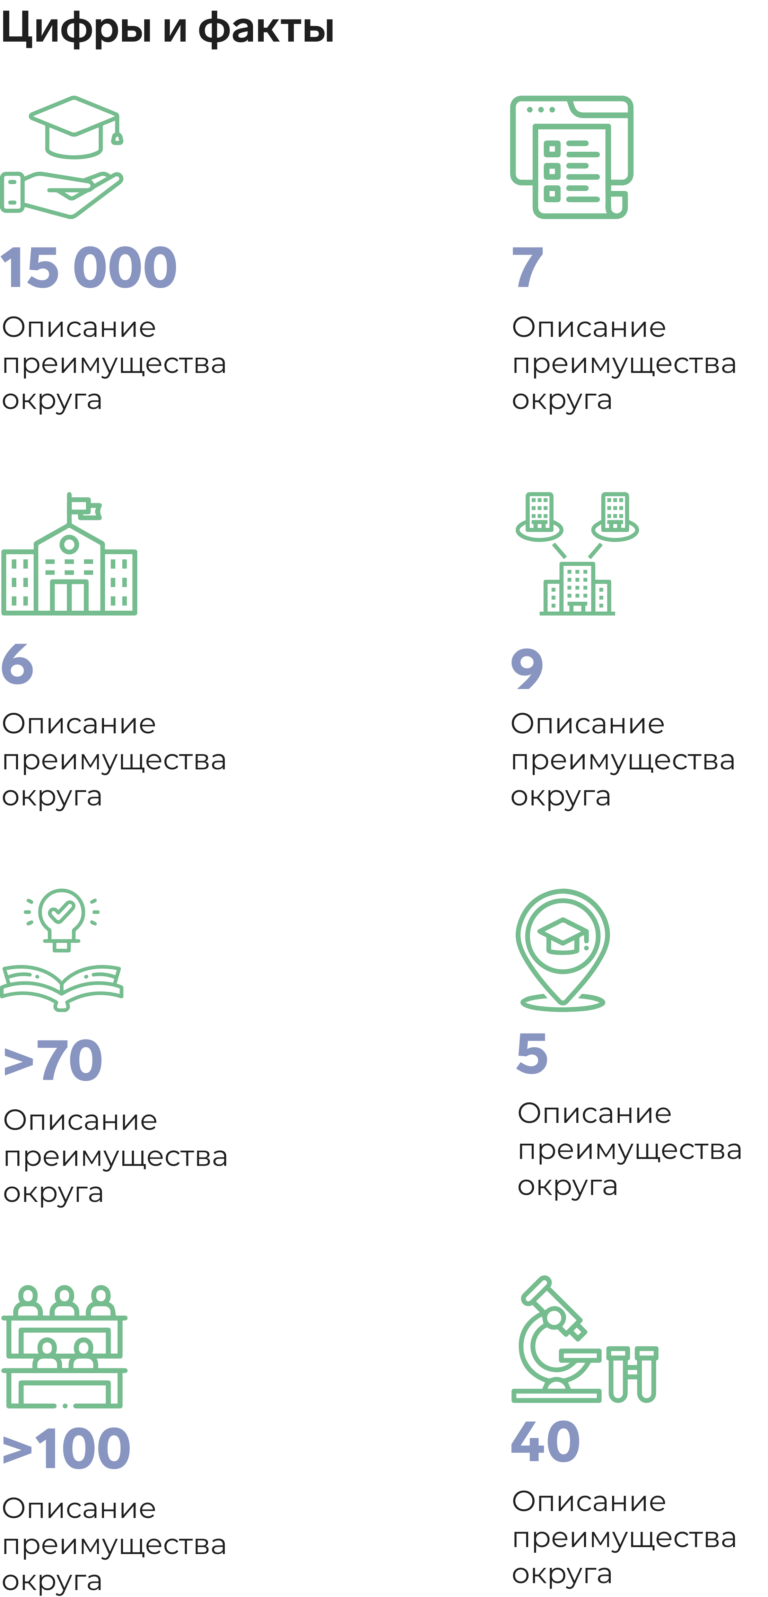 Цифры и факты
15 000
Описание
преимущества
округа
7
Описание
преимущества
округа
6
Описание
преимущества
округа
9
Описание
преимущества
округа
>70
Описание
преимущества
округа
5
Описание
преимущества
округа
>100
Описание
преимущества
округа
40
Описание
преимущества
округа